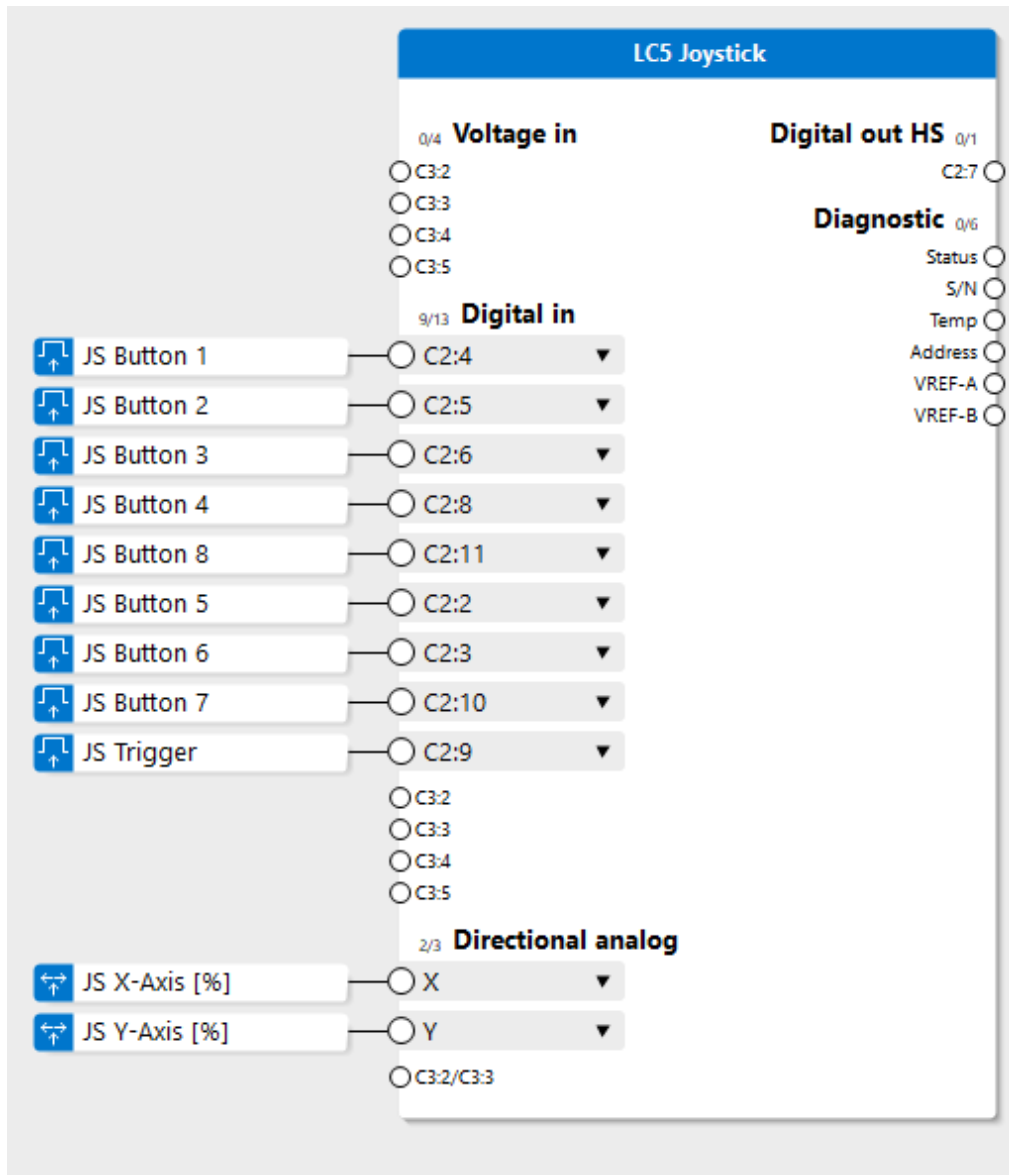 LC5 Joystick
0/4 Voltage in
C3:2
C3:3
C3:4
C3:5
Digital out HS 0/1
C2:7
Diagnostic 0/6
Status
S/N
Temp
Address
VREF-A
VREF-B
9/13 Digital in
JS Button 1 C2:4
JS Button 2 C2:5
JS Button 3 C2:6
JS Button 4 C2:8
JS Button 8 C2:11
JS Button 5 C2:2
JS Button 6 C2:3
JS Button 7 C2:10
JS Trigger C2:9
C3:2
C3:3
C3:4
C3:5
2/3 Directional analog
JS X-Axis [%] X
JS Y-Axis [%] Y
C3:2/C3:3